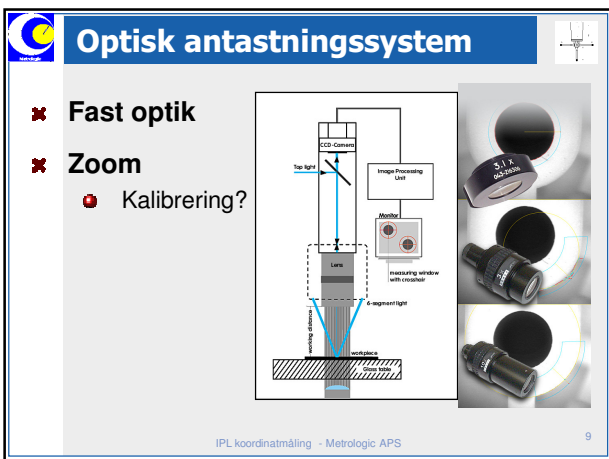 Optisk antastningssystem
Metrologic
Fast optik
Zoom
Kalibrering?
CCD-Camera
Top light
Image Processing
Unit
Monitor
measuring window
with crosshair
Lens
6-segment light
working distance
workpiece
Glass table
3.1 X
IPL koordinatmåling - Metrologic APS
9